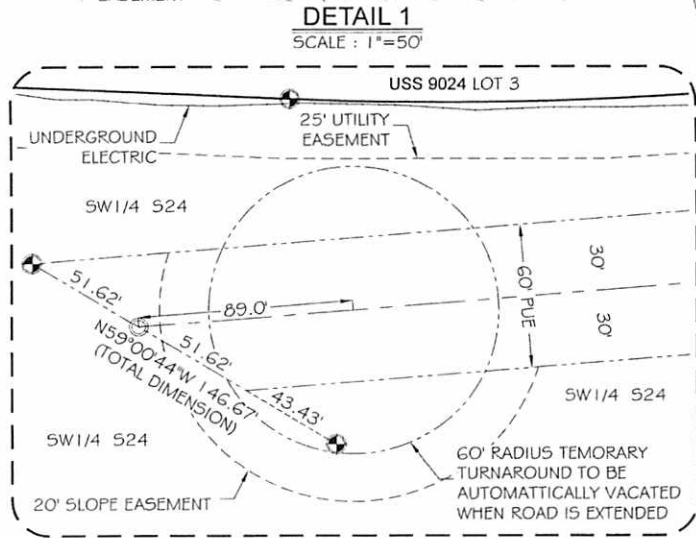 EASEMENT
DETAIL 1
SCALE : 1"=50'
USS 9024 LOT 3
UNDERGROUND
ELECTRIC
25' UTILITY
EASEMENT
SW1/4 S24
51.62'
89.0'
60' PUE
30'
30'
N59°00'44"W 146.67'
(TOTAL DIMENSION)
51.62'
43.43'
SW1/4 S24
SW1/4 S24
20' SLOPE EASEMENT
60' RADIUS TEMORARY
TURNAROUND TO BE
AUTOMATTICALLY VACATED
WHEN ROAD IS EXTENDED